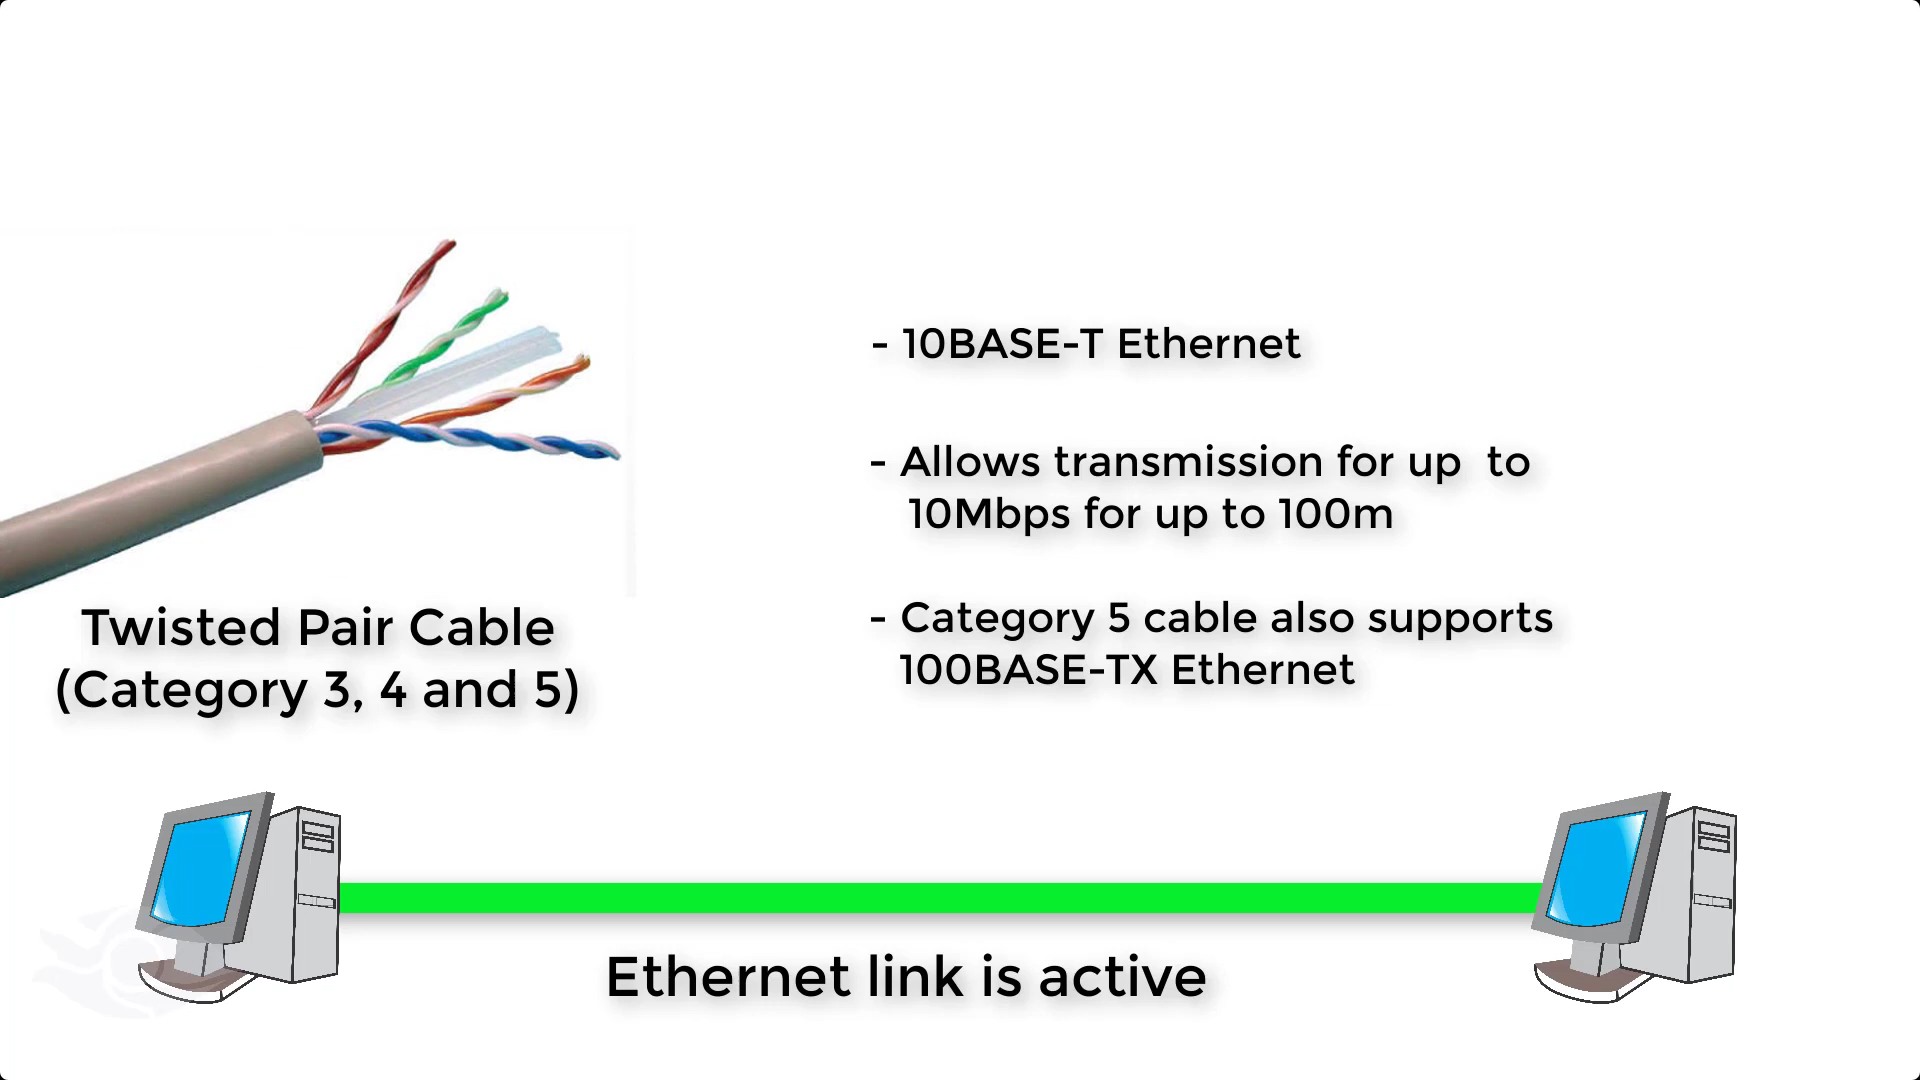 - 10BASE-T Ethernet
- Allows transmission for up to
10Mbps for up to 100m
- Category 5 cable also supports
100BASE-TX Ethernet
Twisted Pair Cable
(Category 3, 4 and 5)
Ethernet link is active